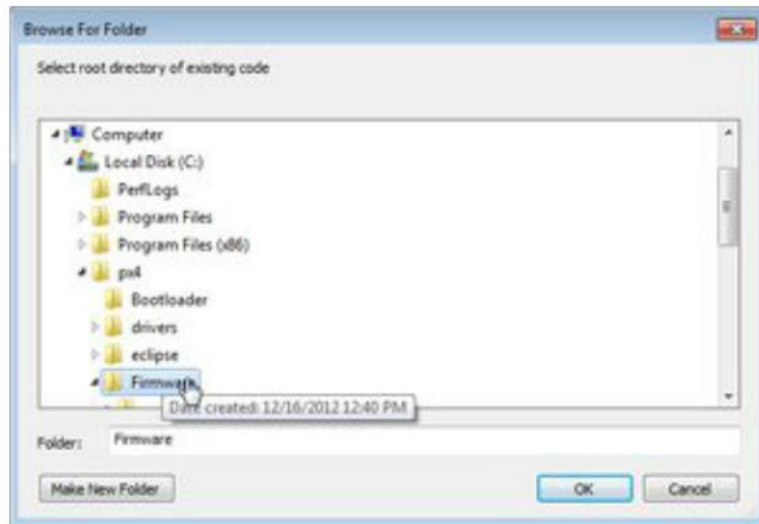 Browse For Folder
Select root directory of existing code
Computer
Local Disk (C:)
PerfLogs
Program Files
Program Files (x86)
px4
Bootloader
drivers
eclipse
Firmware
Date created: 12/16/2012 12:40 PM
Folder: Firmware
Make New Folder OK Cancel